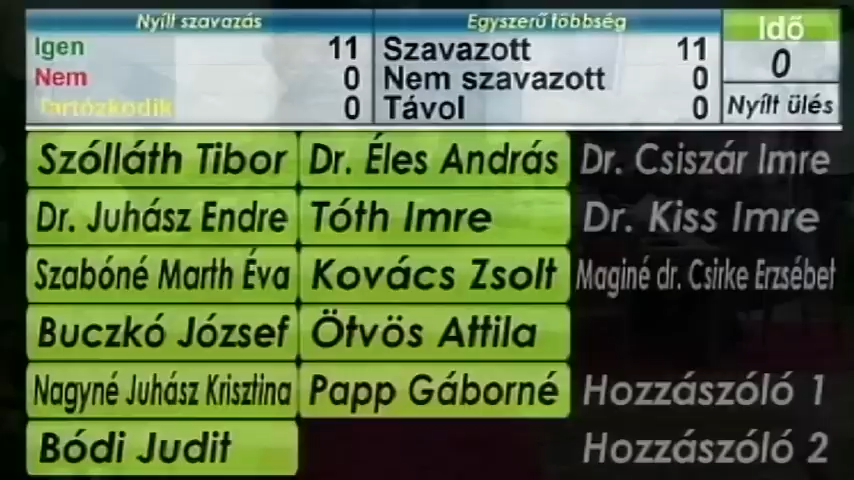 Nyílt szavazás Egyszerű többség Idő
Igen 11 Szavazott 11 0
Nem 0 Nem szavazott 0
Tartózkodik 0 Távol 0 Nyílt ülés
Szólláth Tibor Dr. Éles András Dr. Csiszár Imre
Dr. Juhász Endre Tóth Imre Dr. Kiss Imre
Szabóné Marth Éva Kovács Zsolt Maginé dr. Csirke Erzsébet
Buczkó József Ötvös Attila
Nagyné Juhász Krisztina Papp Gáborné Hozzászóló 1
Bódi Judit Hozzászóló 2